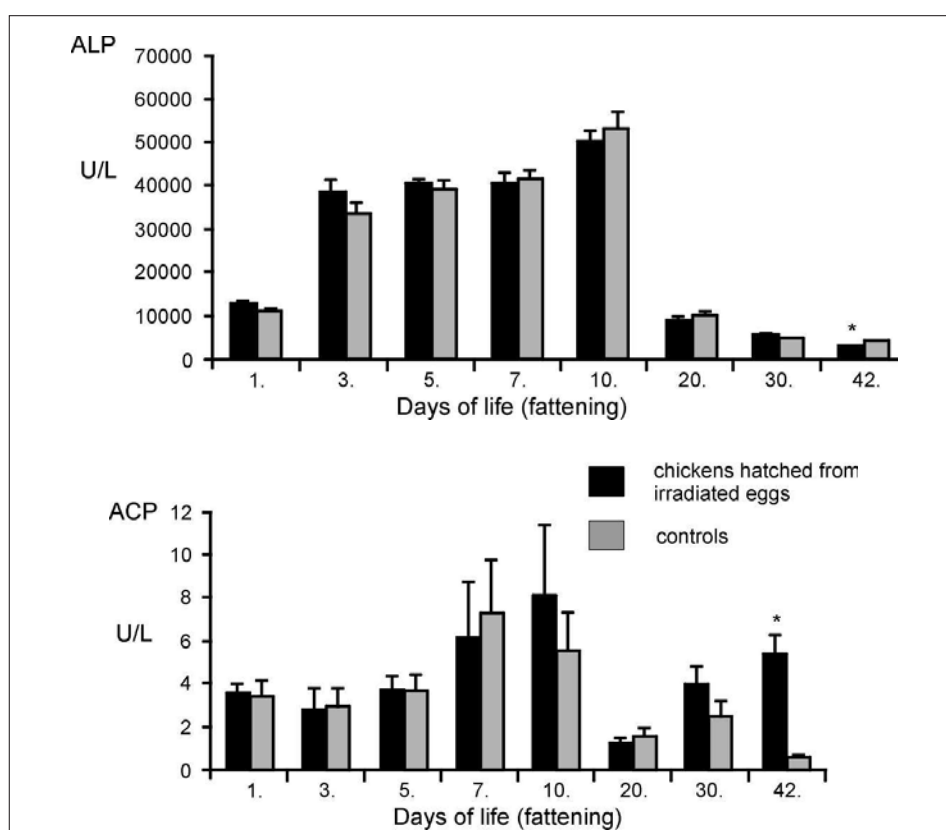 ALP
70000
60000
50000
U/L
40000
30000
20000
10000
*
0
1. 3. 5. 7. 10. 20. 30. 42.
Days of life (fattening)
chickens hatched from
irradiated eggs
controls
ACP
12
10
8
*
U/L
6
4
2
0
1. 3. 5. 7. 10. 20. 30. 42.
Days of life (fattening)